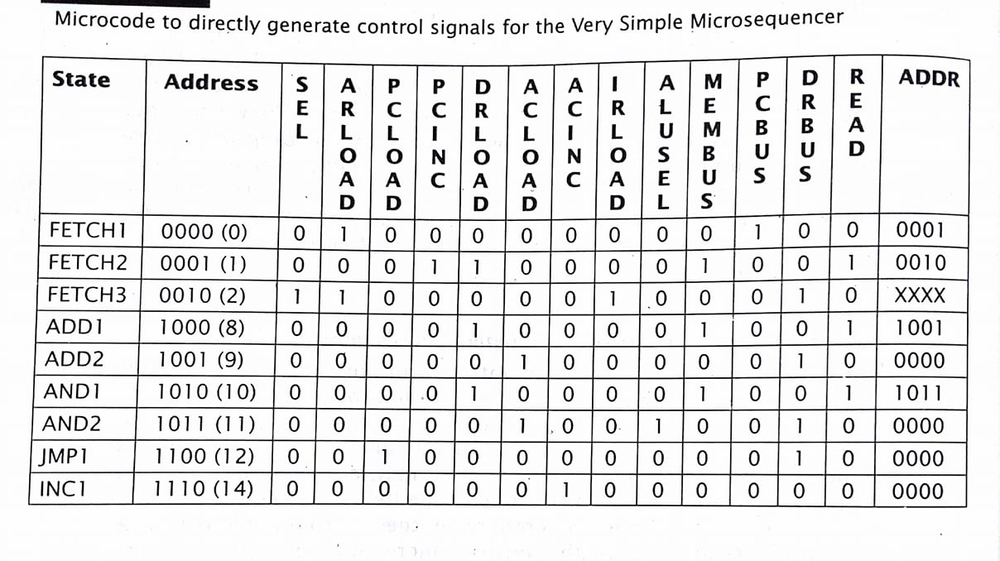 Microcode to directly generate control signals for the Very Simple Microsequencer
State Address SEL ARLOAD PCLOAD PCINC DRLOAD ACLOAD ACINC IRLOAD ALUSEL MEMBUS PCBUS DRBUS READ ADDR
FETCH1 0000 (0) 0 1 0 0 0 0 0 0 0 0 1 0 0 0001
FETCH2 0001 (1) 0 0 0 1 1 0 0 0 0 1 0 0 1 0010
FETCH3 0010 (2) 1 1 0 0 0 0 0 1 0 0 0 1 0 XXXX
ADD1 1000 (8) 0 0 0 0 1 0 0 0 0 1 0 0 1 1001
ADD2 1001 (9) 0 0 0 0 0 1 0 0 0 0 0 1 0 0000
AND1 1010 (10) 0 0 0 0 1 0 0 0 0 1 0 0 1 1011
AND2 1011 (11) 0 0 0 0 0 1 0 0 1 0 0 1 0 0000
JMP1 1100 (12) 0 0 1 0 0 0 0 0 0 0 0 1 0 0000
INC1 1110 (14) 0 0 0 0 0 0 1 0 0 0 0 0 0 0000